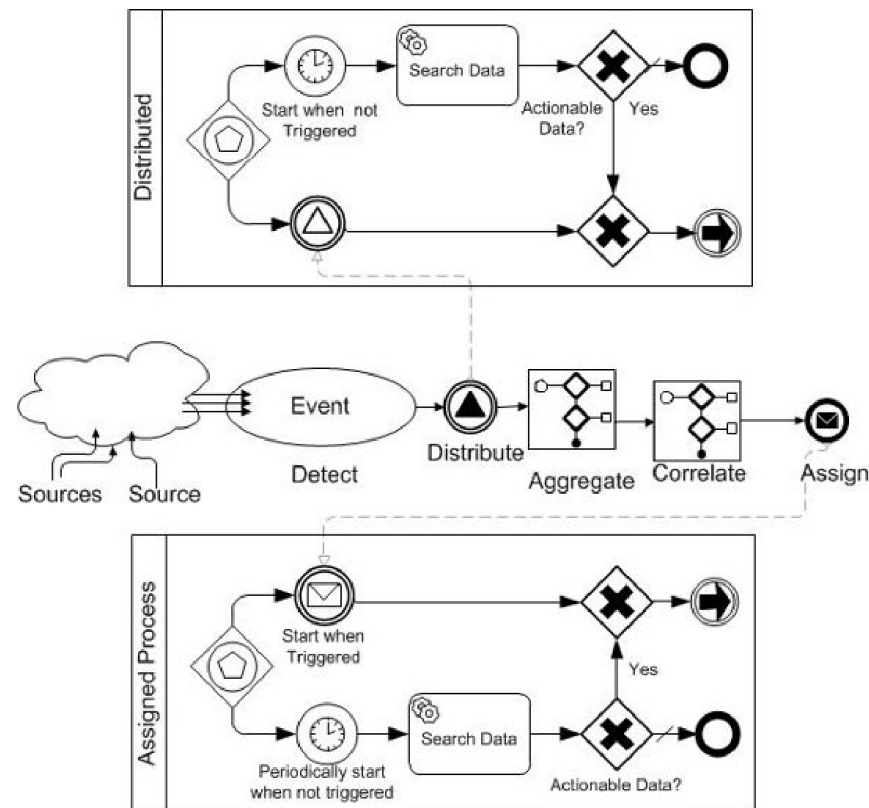 Distributed
Start when not
Triggered
Search Data
Actionable
Data?
Yes
Sources
Source
Event
Detect
Distribute
Aggregate
Correlate
Assign
Assigned Process
Start when
Triggered
Yes
Periodically start
when not triggered
Search Data
Actionable Data?